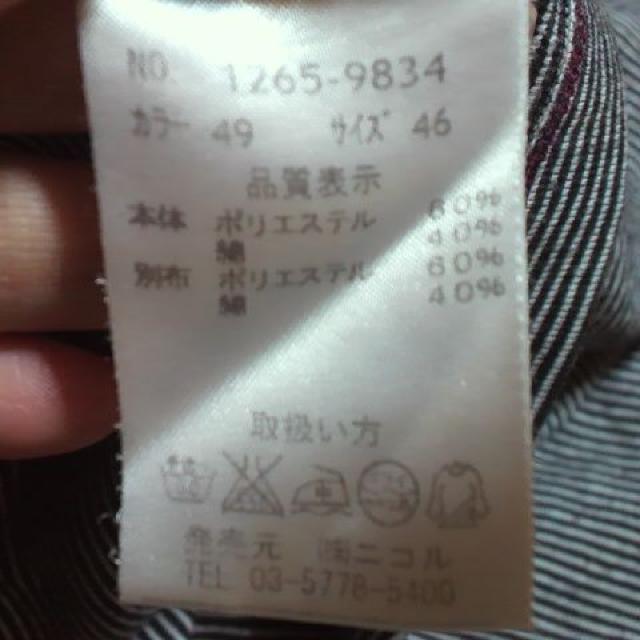 NO. 1265-9834
カラー 49 サイズ 46
品質表示
本体 ポリエステル 60%
綿 40%
別布 ポリエステル 60%
綿 40%
取扱い方
発売元 ㈱ニコル
TEL 03-5778-5400